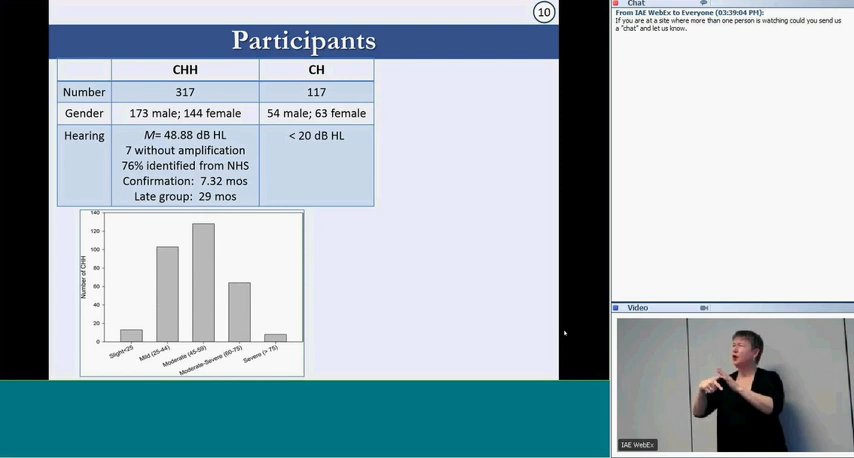 10
Participants
CHH CH
Number 317 117
Gender 173 male; 144 female 54 male; 63 female
Hearing M= 48.88 dB HL < 20 dB HL
7 without amplification
76% identified from NHS
Confirmation: 7.32 mos
Late group: 29 mos
140
120
100
80
60
40
20
0
Number of CHH
Slight<25
Mild (25-44)
Moderate (45-59)
Moderate-Severe (60-75)
Severe (> 75)
Chat
From IAE WebEx to Everyone (03:39:04 PM):
If you are at a site where more than one person is watching could you send us
a "chat" and let us know.
Video
IAE WebEx